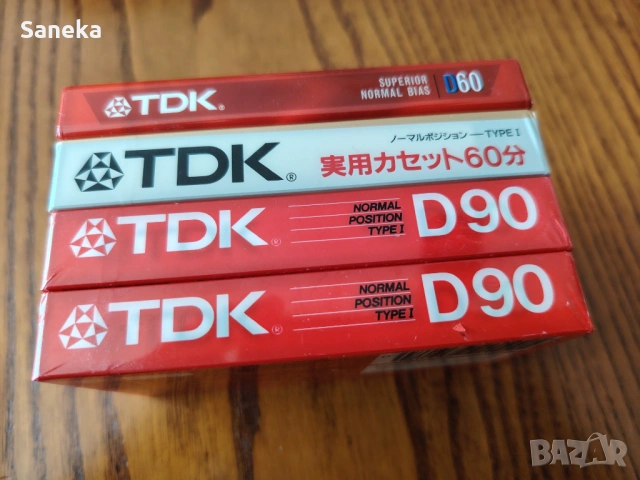 Saneka
TDK®
SUPERIOR
NORMAL BIAS
D60
TDK®
ノーマルポジション — TYPE I
実用カセット60分
TDK®
NORMAL
POSITION
TYPE I
D90
TDK®
NORMAL
POSITION
TYPE I
D90
BAZAR